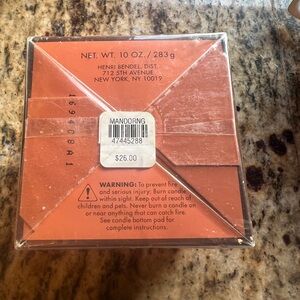 NET. WT. 10 OZ. / 283 g
HENRI BENDEL, DIST.
712 5TH AVENUE
NEW YORK, NY 10019
MANDORNG
47445288
$26.00
WARNING: To prevent fire
and serious injury: Burn candle
within sight. Keep out of reach of
children and pets. Never burn a candle on
or near anything that can catch fire.
See candle bottom pad for
complete instructions.